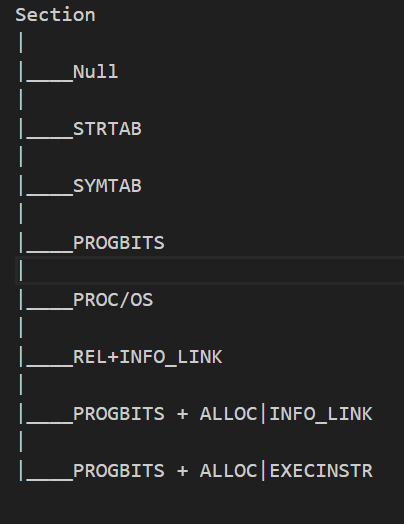 Section
|
|____Null
|
|____STRTAB
|
|____SYMTAB
|
|____PROGBITS
|
|____PROC/OS
|
|____REL+INFO_LINK
|
|____PROGBITS + ALLOC|INFO_LINK
|
|____PROGBITS + ALLOC|EXECINSTR